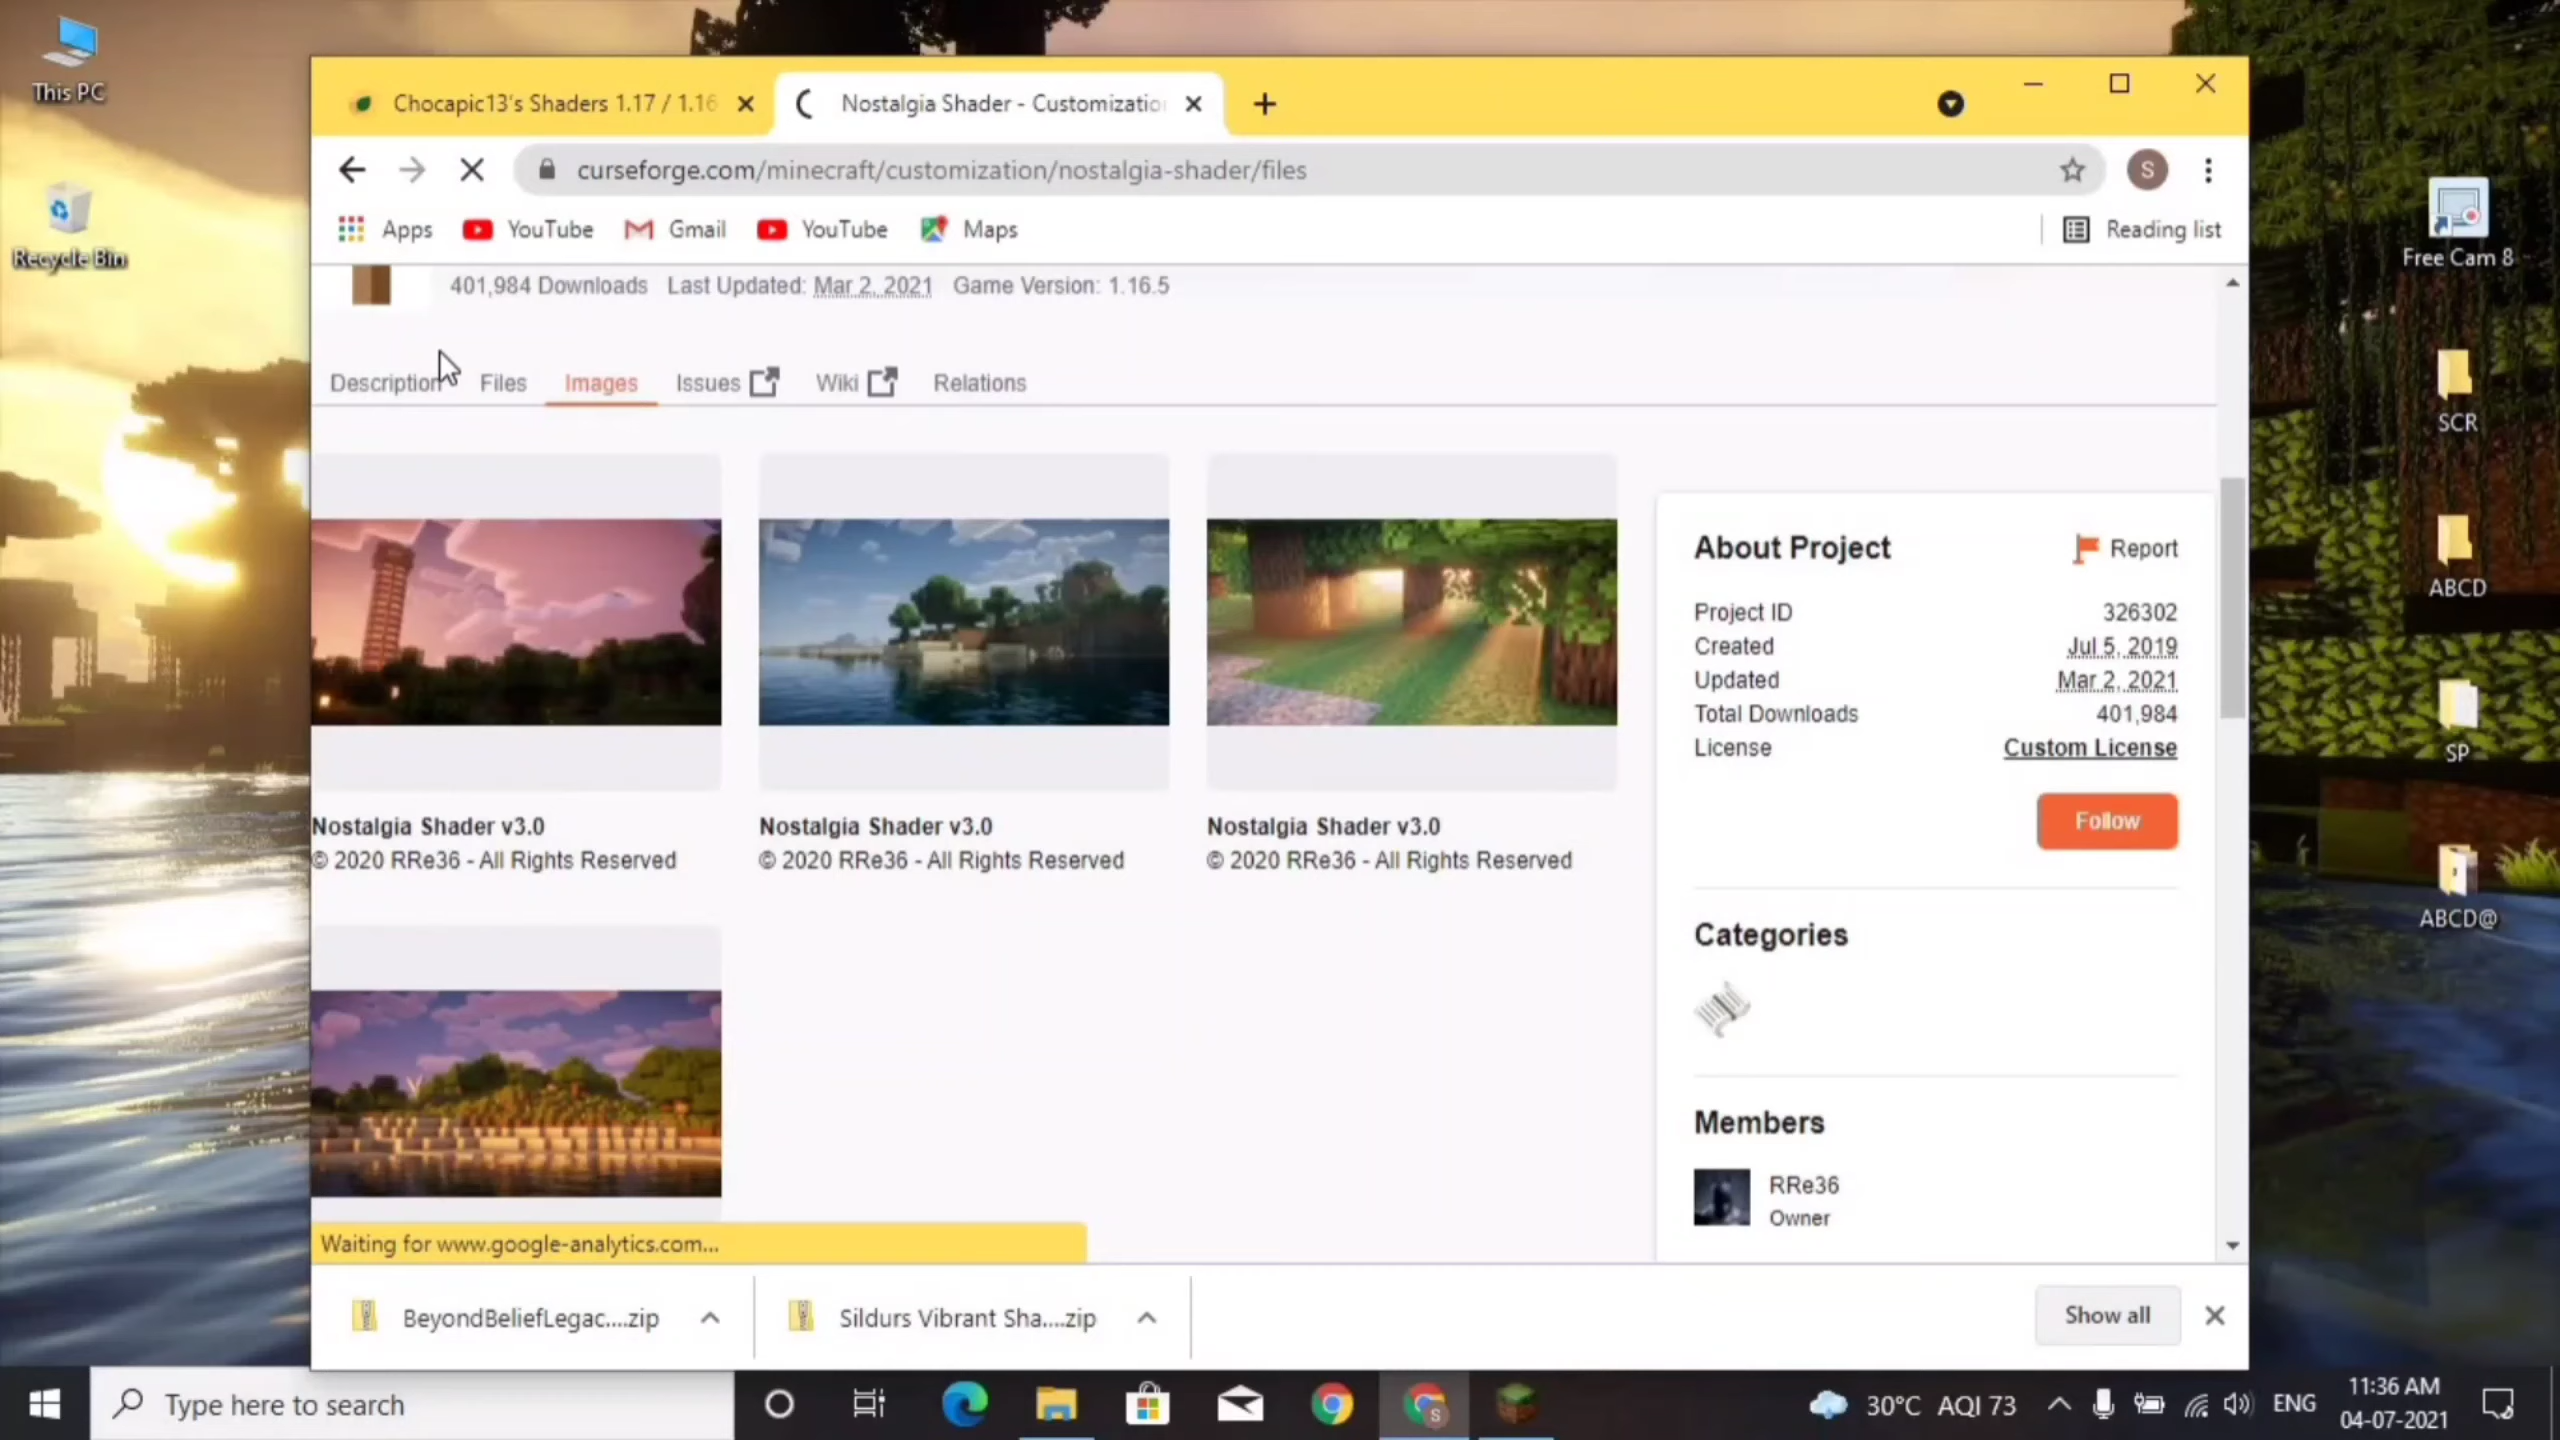 This PC
Recycle Bin
Chocapic13's Shaders 1.17 / 1.16
Nostalgia Shader - Customization
curseforge.com/minecraft/customization/nostalgia-shader/files
S
Apps
YouTube
Gmail
YouTube
Maps
Reading list
401,984 Downloads Last Updated: Mar 2, 2021 Game Version: 1.16.5
Description Files Images Issues Wiki Relations
Nostalgia Shader v3.0
© 2020 RRe36 - All Rights Reserved
Nostalgia Shader v3.0
© 2020 RRe36 - All Rights Reserved
Nostalgia Shader v3.0
© 2020 RRe36 - All Rights Reserved
About Project
Report
Project ID 326302
Created Jul 5, 2019
Updated Mar 2, 2021
Total Downloads 401,984
License Custom License
Follow
Categories
Members
RRe36
Owner
Waiting for www.google-analytics.com...
BeyondBeliefLegac....zip
Sildurs Vibrant Sha....zip
Show all
Free Cam 8
SCR
ABCD
SP
ABCD@
Type here to search
S
30°C AQI 73
ENG
11:36 AM
04-07-2021